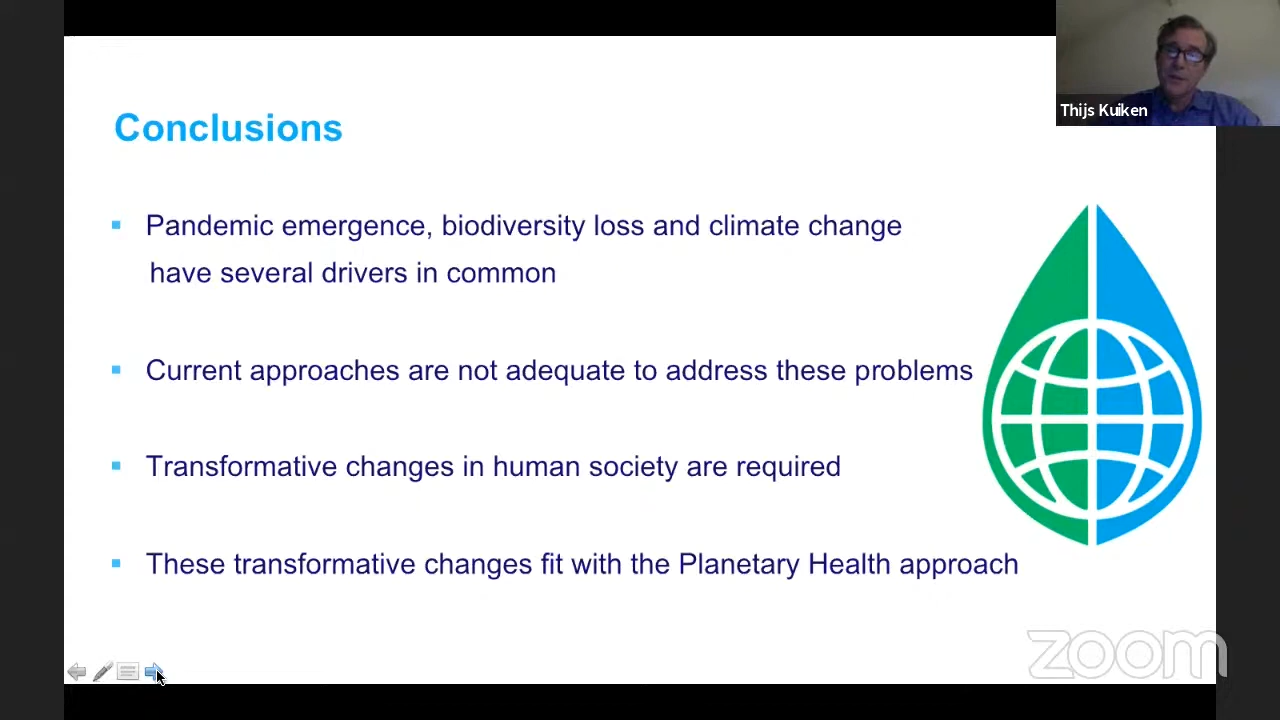 Thijs Kuiken
Conclusions
Pandemic emergence, biodiversity loss and climate change
have several drivers in common
Current approaches are not adequate to address these problems
Transformative changes in human society are required
These transformative changes fit with the Planetary Health approach
zoom